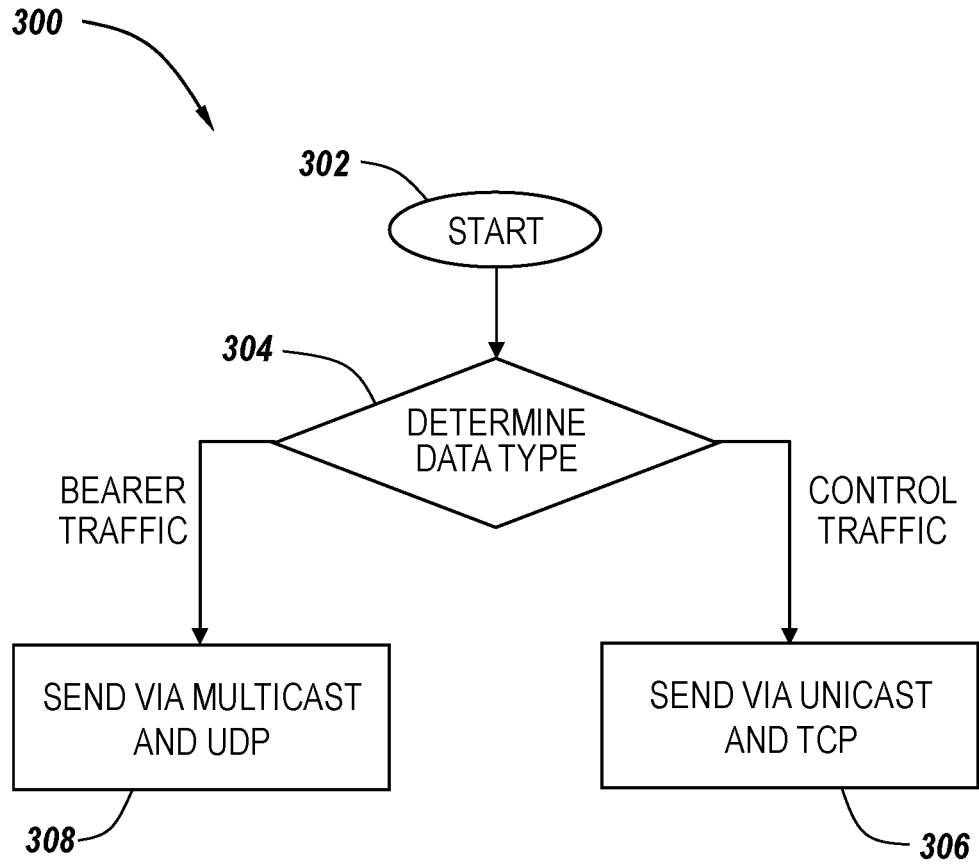 300
302
START
304
DETERMINE
DATA TYPE
BEARER
TRAFFIC
CONTROL
TRAFFIC
SEND VIA MULTICAST
AND UDP
SEND VIA UNICAST
AND TCP
308
306